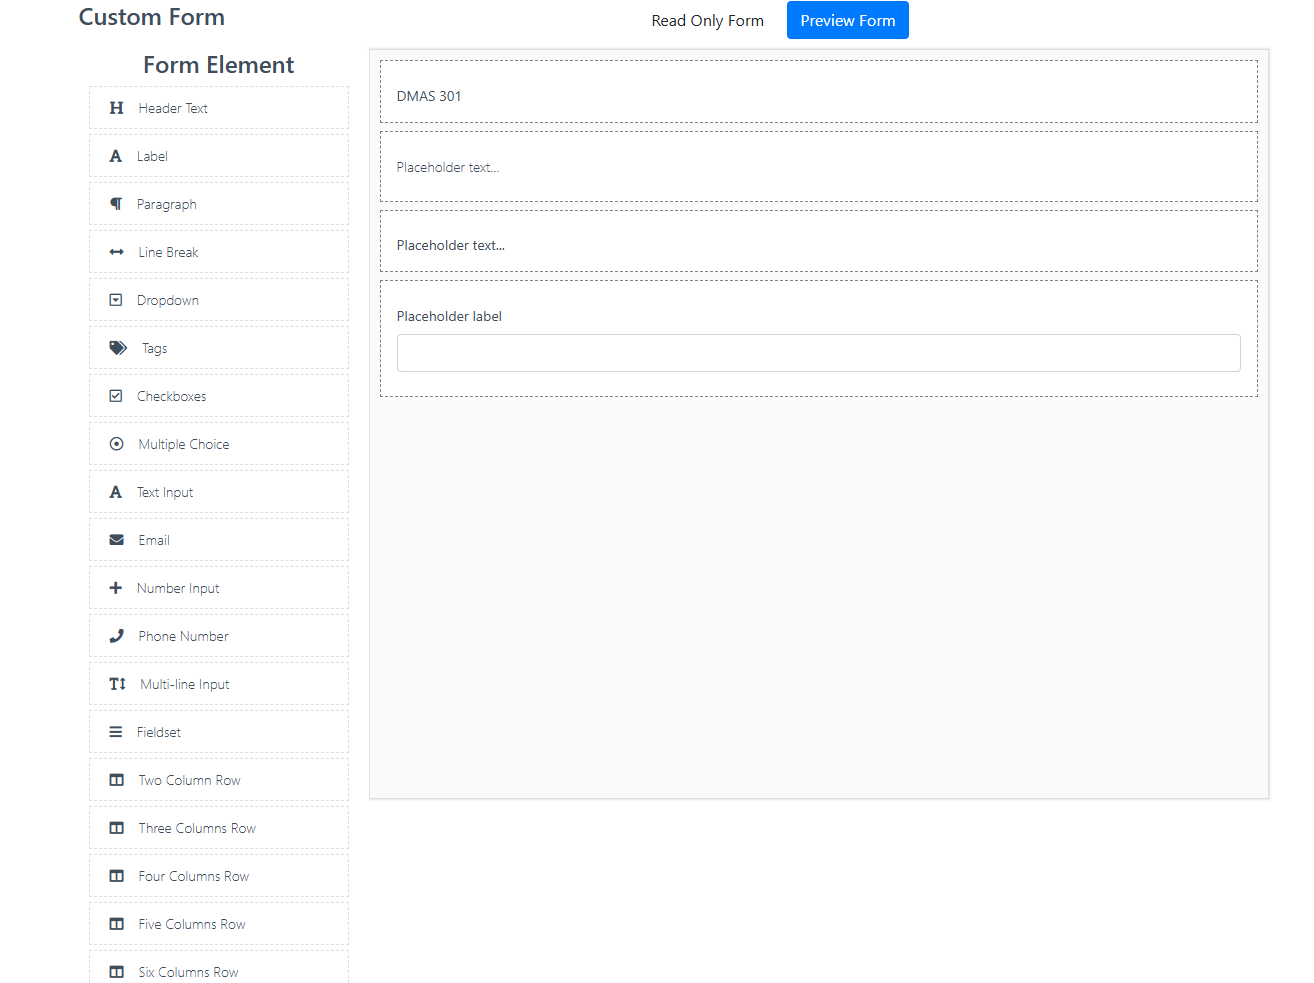 Custom Form
Read Only Form
Preview Form
Form Element
Header Text
Label
Paragraph
Line Break
Dropdown
Tags
Checkboxes
Multiple Choice
Text Input
Email
Number Input
Phone Number
Multi-line Input
Fieldset
Two Column Row
Three Columns Row
Four Columns Row
Five Columns Row
Six Columns Row
DMAS 301
Placeholder text...
Placeholder text...
Placeholder label